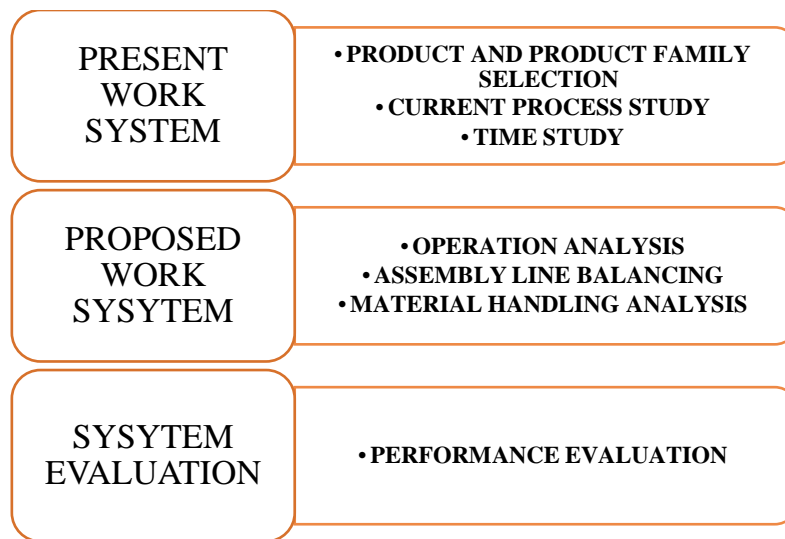 PRESENT
WORK
SYSTEM
• PRODUCT AND PRODUCT FAMILY
SELECTION
• CURRENT PROCESS STUDY
• TIME STUDY
PROPOSED
WORK
SYSYTEM
• OPERATION ANALYSIS
• ASSEMBLY LINE BALANCING
• MATERIAL HANDLING ANALYSIS
SYSYTEM
EVALUATION
• PERFORMANCE EVALUATION